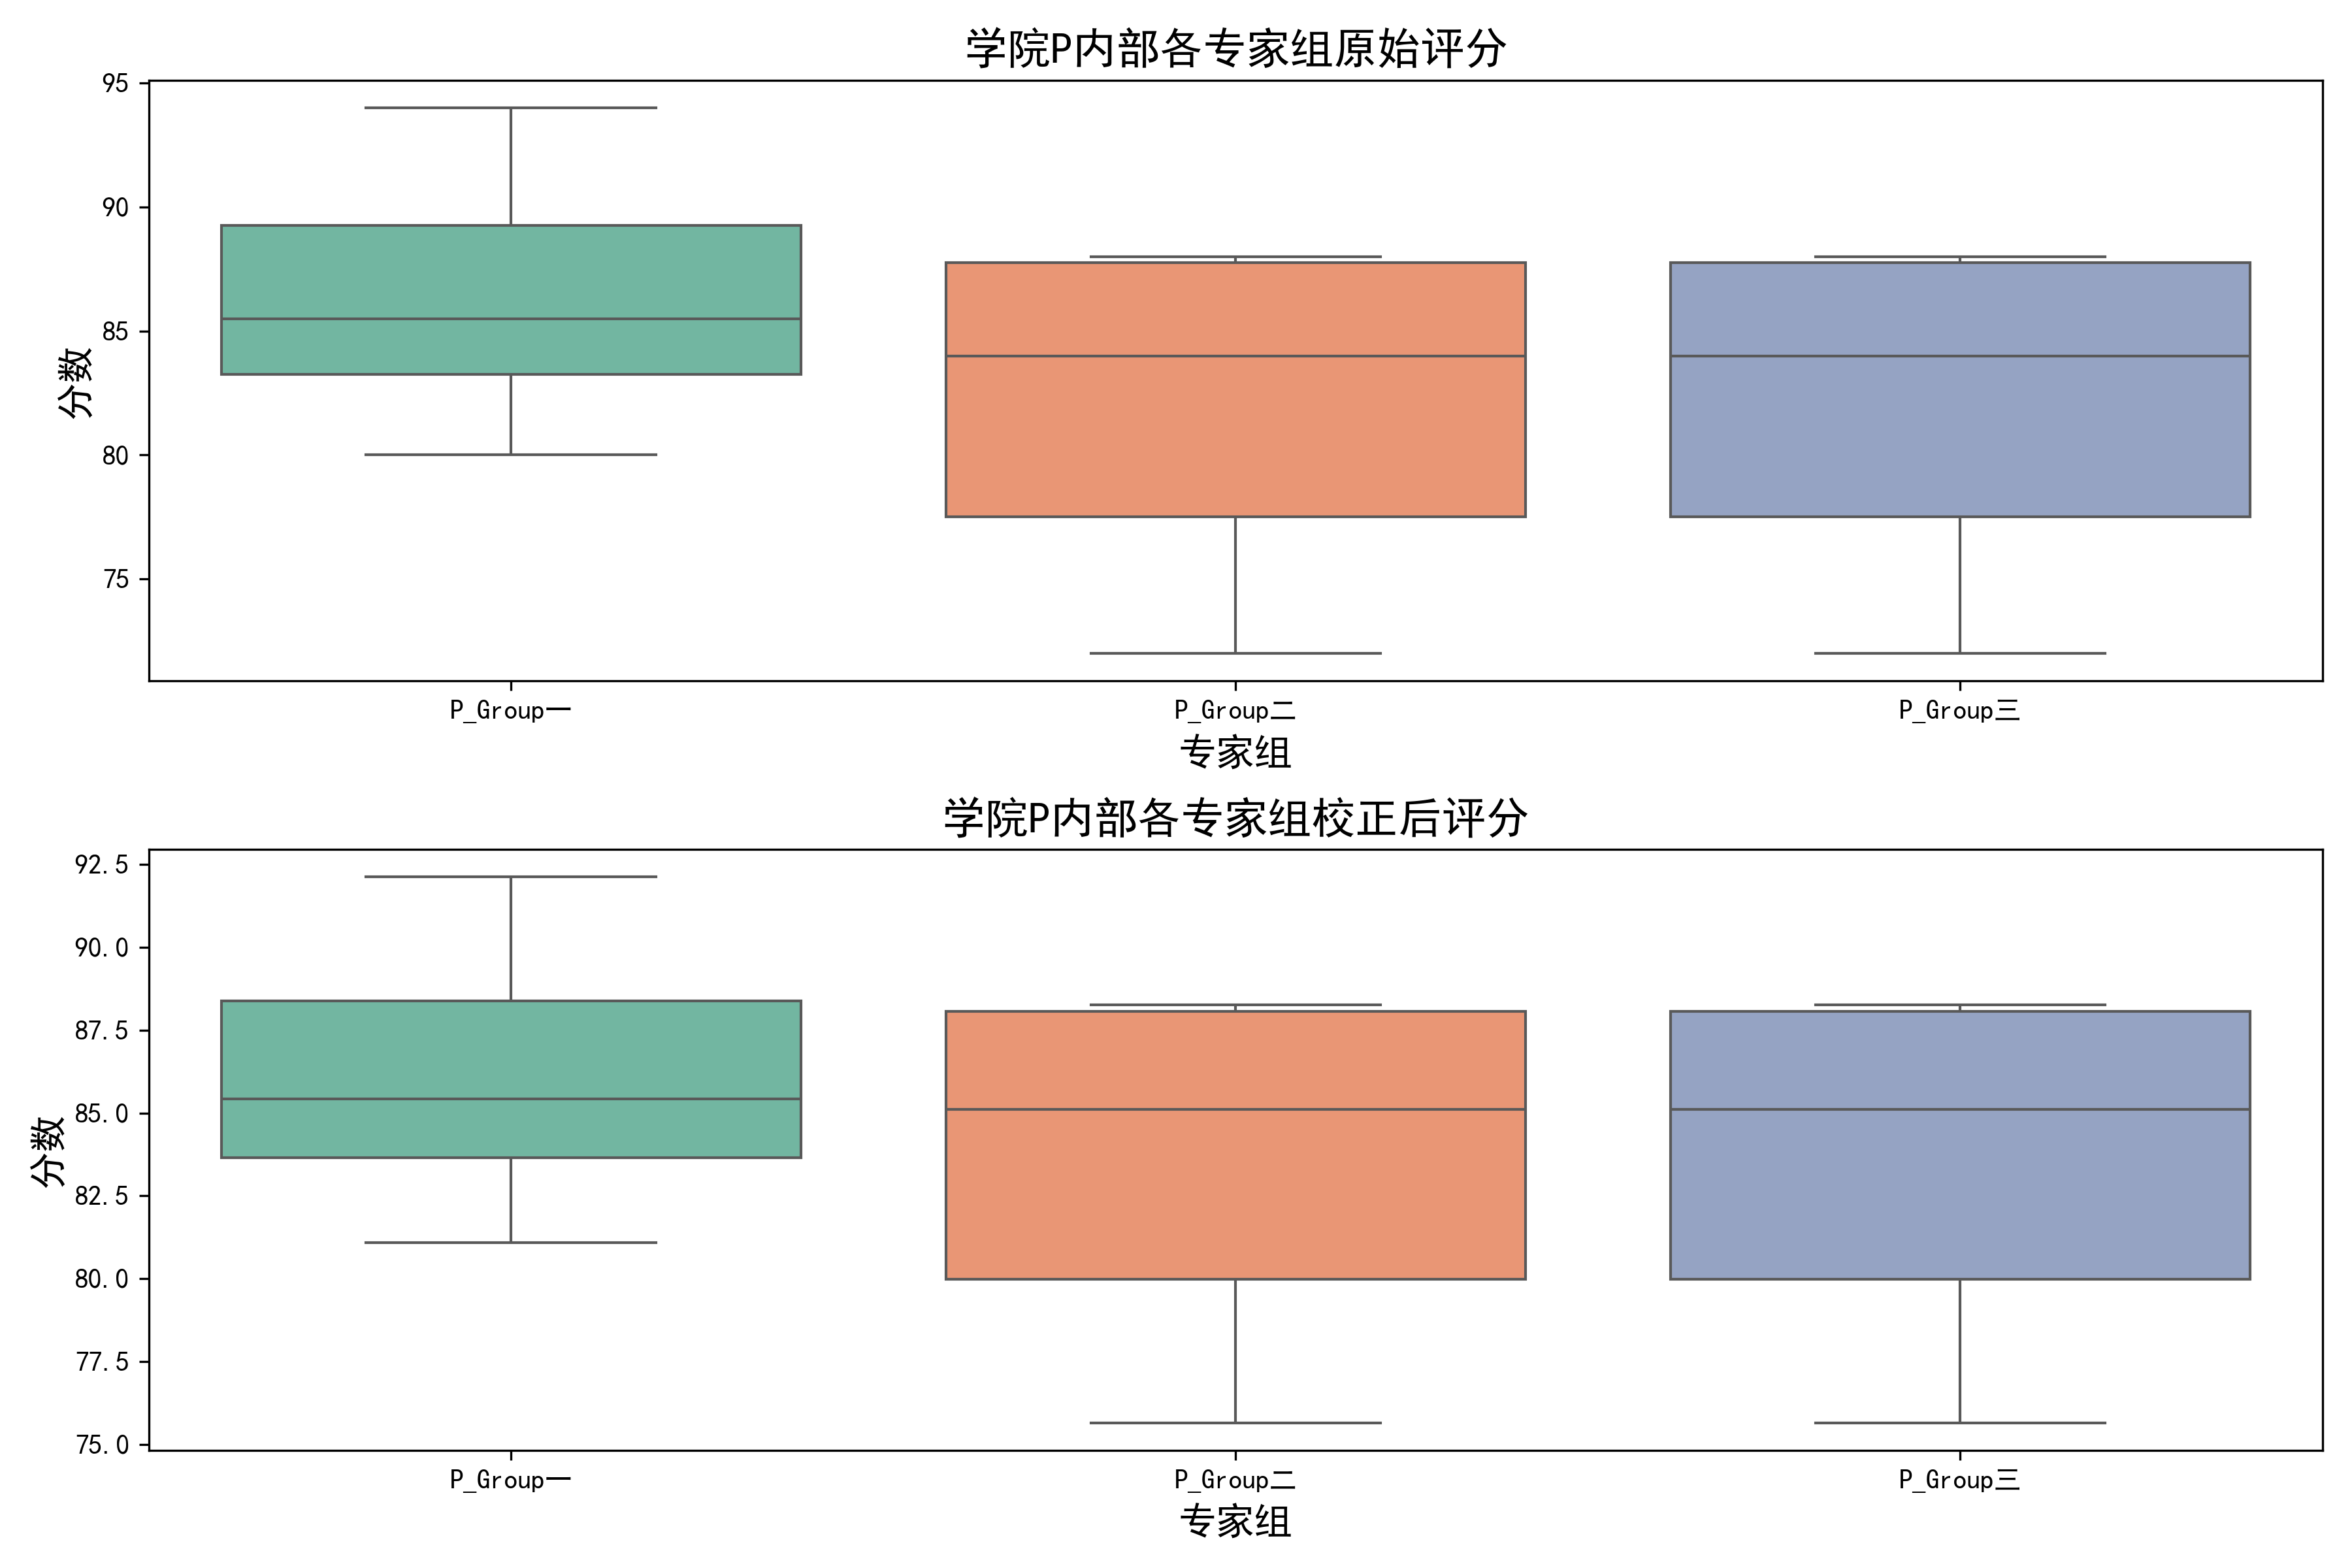 学院P内部各专家组原始评分
95
90
85
80
75
分数
P_Group一
P_Group二
P_Group三
专家组
学院P内部各专家组校正后评分
92.5
90.0
87.5
85.0
82.5
80.0
77.5
75.0
分数
P_Group一
P_Group二
P_Group三
专家组